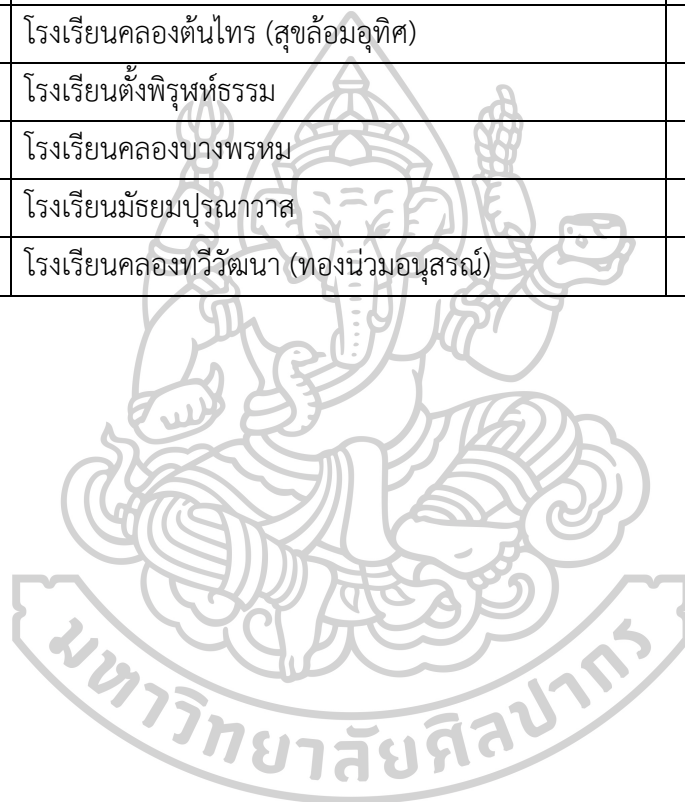 โรงเรียนคลองต้นไทร (สุขล้อมอุทิศ)
โรงเรียนตั้งพิรุฬห์ธรรม
โรงเรียนคลองบางพรหม
โรงเรียนมัธยมปุรณาวาส
โรงเรียนคลองทวีวัฒนา (ทองน่วมอนุสรณ์)
มหาวิทยาลัยศิลปากร